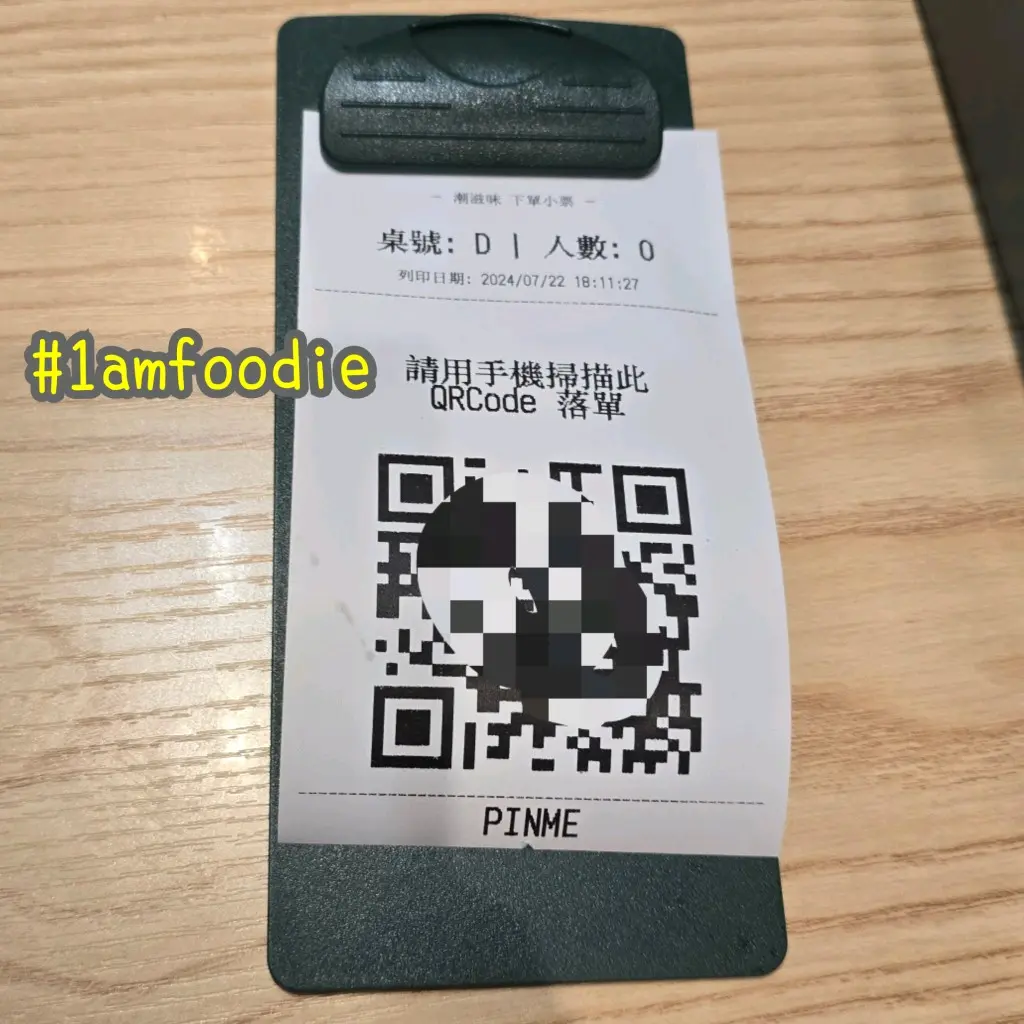 - 潮滋味 下單小票 -
桌號: D | 人數: 0
列印日期: 2024/07/22 18:11:27
#1amfoodie
請用手機掃描此
QRCode 落單
PINME